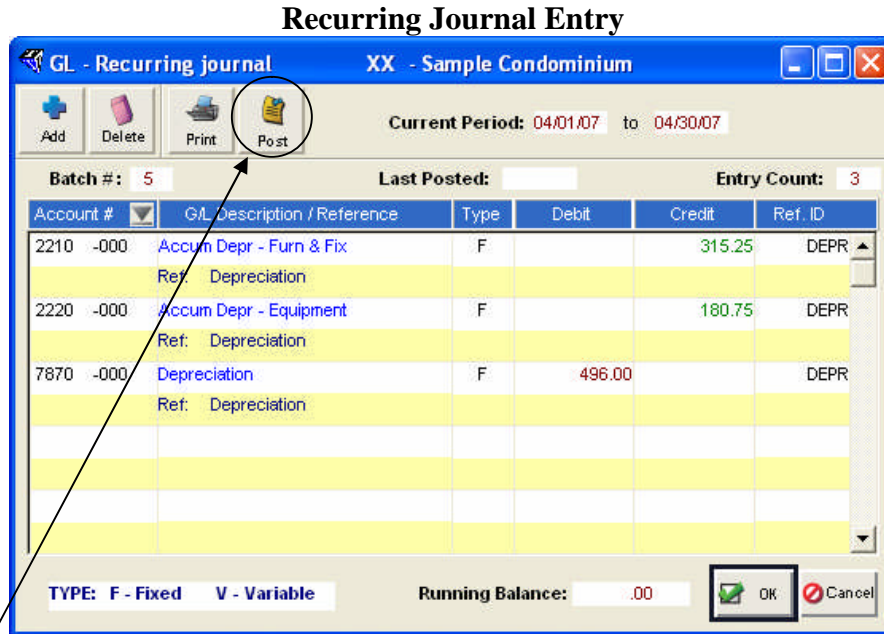 Recurring Journal Entry
GL - Recurring journal XX - Sample Condominium
Add Delete Print Post Current Period: 04/01/07 to 04/30/07
Batch #: 5 Last Posted: Entry Count: 3
Account # G/L Description / Reference Type Debit Credit Ref. ID
2210 -000 Accum Depr - Furn & Fix F 315.25 DEPR
Ref: Depreciation
2220 -000 Accum Depr - Equipment F 180.75 DEPR
Ref: Depreciation
7870 -000 Depreciation F 496.00 DEPR
Ref: Depreciation
TYPE: F - Fixed V - Variable Running Balance: .00 OK Cancel